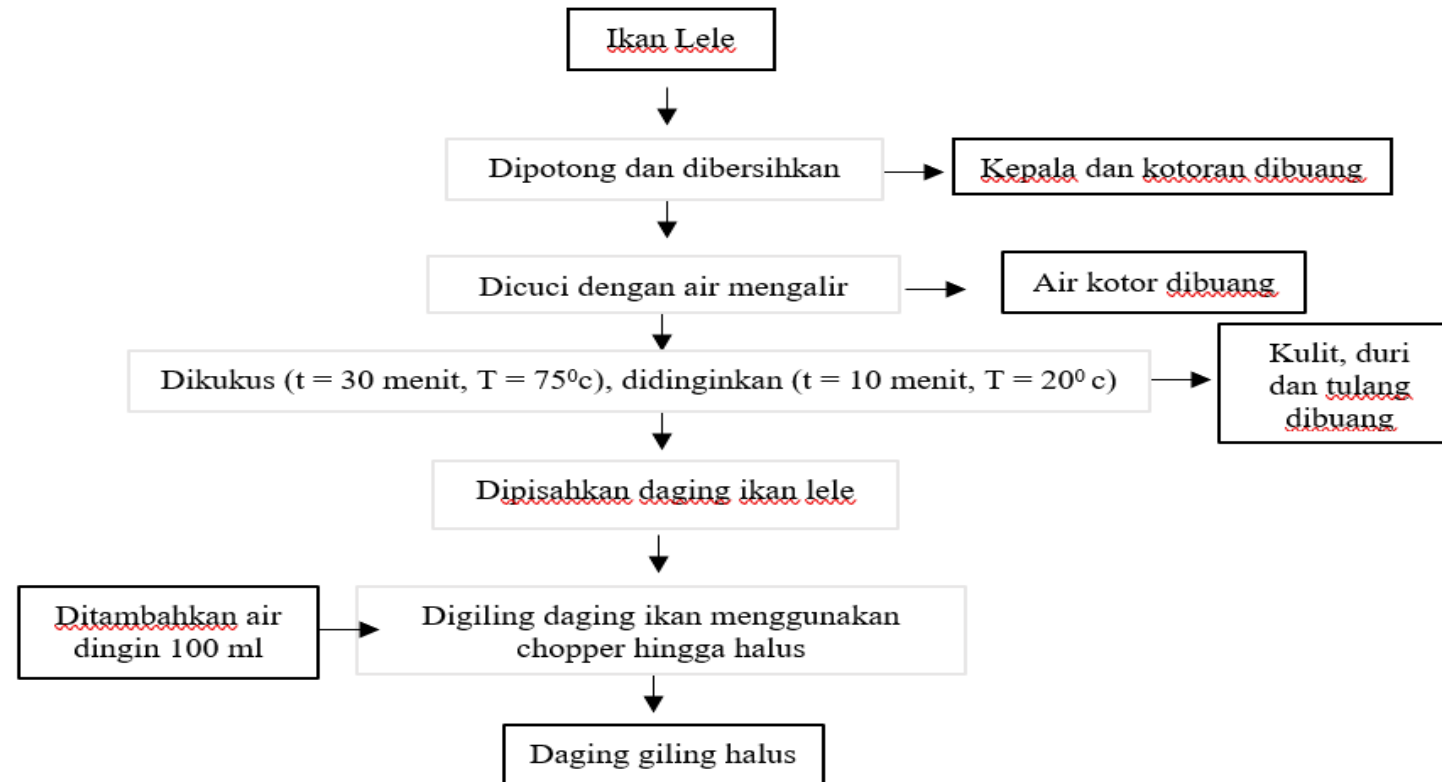 Ikan Lele
Dipotong dan dibersihkan
Kepala dan kotoran dibuang
Dicuci dengan air mengalir
Air kotor dibuang
Dikukus (t = 30 menit, T = 75⁰c), didinginkan (t = 10 menit, T = 20⁰ c)
Kulit, duri
dan tulang
dibuang
Dipisahkan daging ikan lele
Ditambahkan air
dingin 100 ml
Digiling daging ikan menggunakan
chopper hingga halus
Daging giling halus